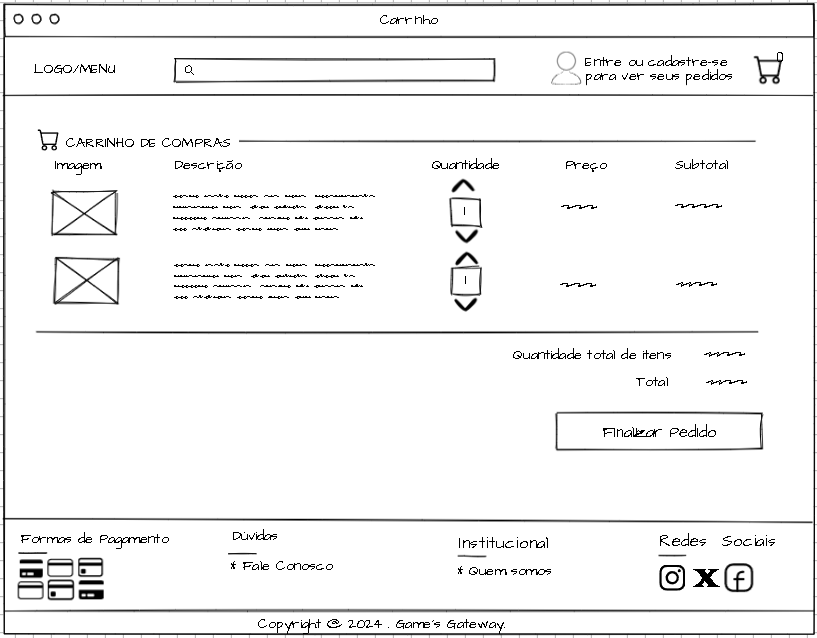 Carrinho
LOGO/MENU
Entre ou cadastre-se
para ver seus pedidos
0
CARRINHO DE COMPRAS
Imagem
Descrição
Quantidade
Preço
Subtotal
1
1
Quantidade total de itens
Total
Finalizar Pedido
Formas de Pagamento
Dúvidas
* Fale Conosco
Institucional
* Quem somos
Redes Sociais
Copyright @ 2024 . Game's Gateway.